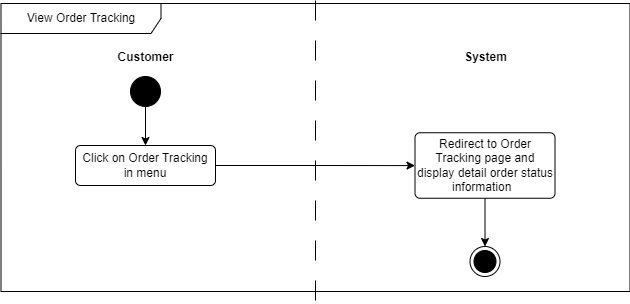 View Order Tracking
Customer
System
Click on Order Tracking
in menu
Redirect to Order
Tracking page and
display detail order status
information